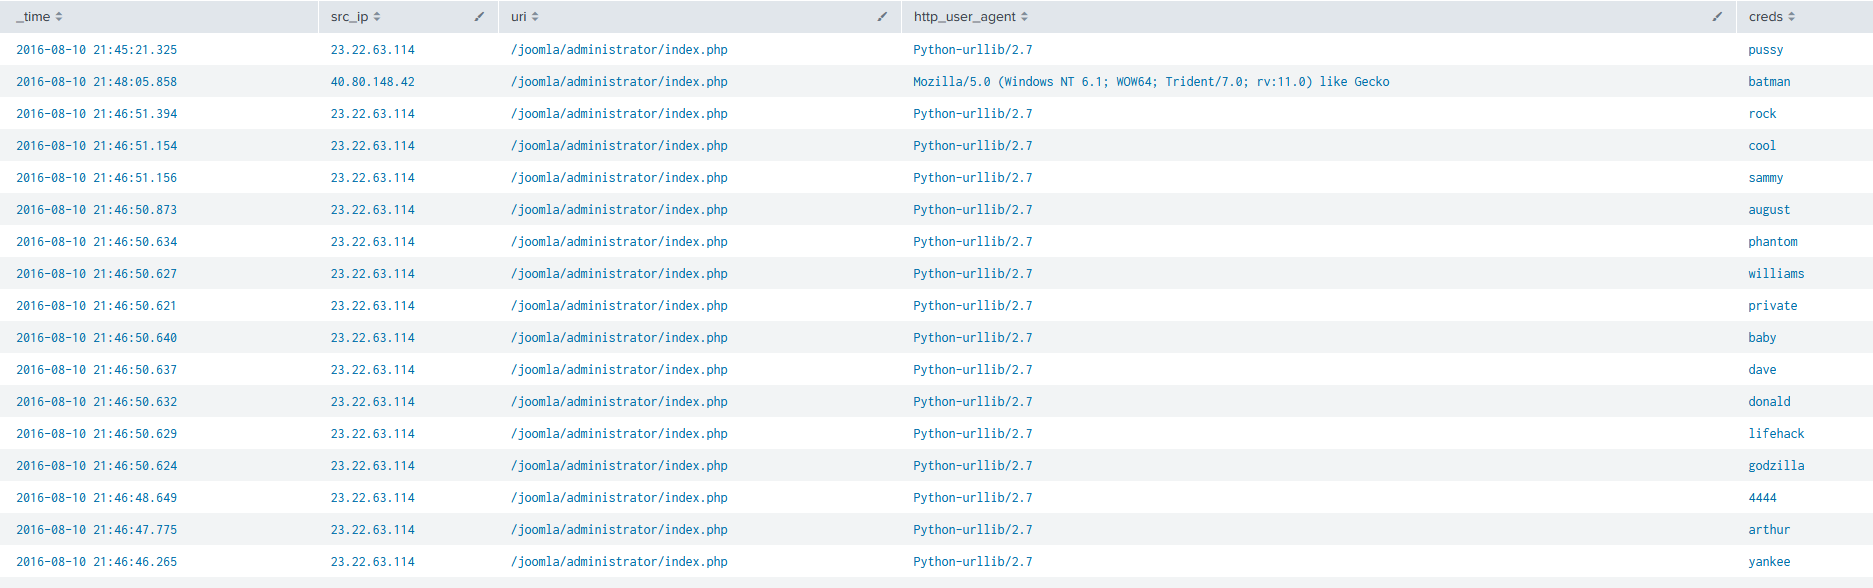 _time src_ip uri http_user_agent creds
2016-08-10 21:45:21.325 23.22.63.114 /joomla/administrator/index.php Python-urllib/2.7 pussy
2016-08-10 21:48:05.858 40.80.148.42 /joomla/administrator/index.php Mozilla/5.0 (Windows NT 6.1; WOW64; Trident/7.0; rv:11.0) like Gecko batman
2016-08-10 21:46:51.394 23.22.63.114 /joomla/administrator/index.php Python-urllib/2.7 rock
2016-08-10 21:46:51.154 23.22.63.114 /joomla/administrator/index.php Python-urllib/2.7 cool
2016-08-10 21:46:51.156 23.22.63.114 /joomla/administrator/index.php Python-urllib/2.7 sammy
2016-08-10 21:46:50.873 23.22.63.114 /joomla/administrator/index.php Python-urllib/2.7 august
2016-08-10 21:46:50.634 23.22.63.114 /joomla/administrator/index.php Python-urllib/2.7 phantom
2016-08-10 21:46:50.627 23.22.63.114 /joomla/administrator/index.php Python-urllib/2.7 williams
2016-08-10 21:46:50.621 23.22.63.114 /joomla/administrator/index.php Python-urllib/2.7 private
2016-08-10 21:46:50.640 23.22.63.114 /joomla/administrator/index.php Python-urllib/2.7 baby
2016-08-10 21:46:50.637 23.22.63.114 /joomla/administrator/index.php Python-urllib/2.7 dave
2016-08-10 21:46:50.632 23.22.63.114 /joomla/administrator/index.php Python-urllib/2.7 donald
2016-08-10 21:46:50.629 23.22.63.114 /joomla/administrator/index.php Python-urllib/2.7 lifehack
2016-08-10 21:46:50.624 23.22.63.114 /joomla/administrator/index.php Python-urllib/2.7 godzilla
2016-08-10 21:46:48.649 23.22.63.114 /joomla/administrator/index.php Python-urllib/2.7 4444
2016-08-10 21:46:47.775 23.22.63.114 /joomla/administrator/index.php Python-urllib/2.7 arthur
2016-08-10 21:46:46.265 23.22.63.114 /joomla/administrator/index.php Python-urllib/2.7 yankee